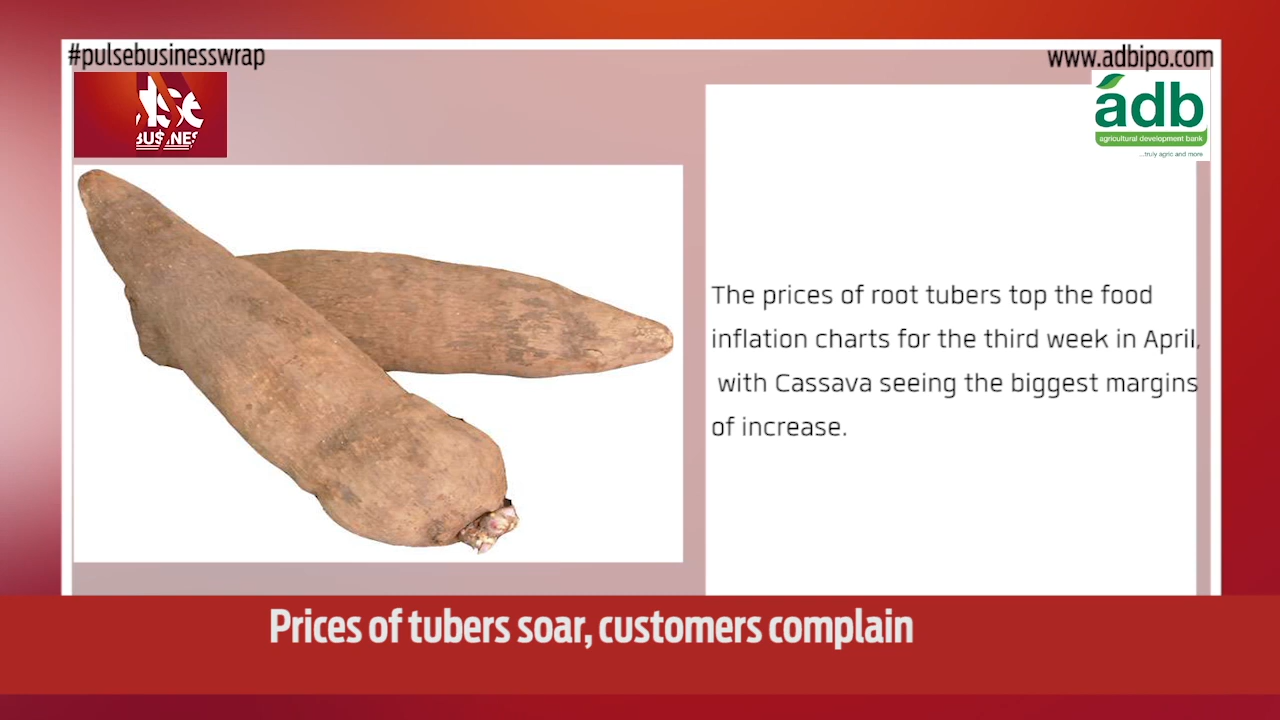 #pulsebusinesswrap
www.adbipo.com
adb
agricultural development bank
...truly agric and more
The prices of root tubers top the food
inflation charts for the third week in April,
with Cassava seeing the biggest margins
of increase.
Prices of tubers soar, customers complain